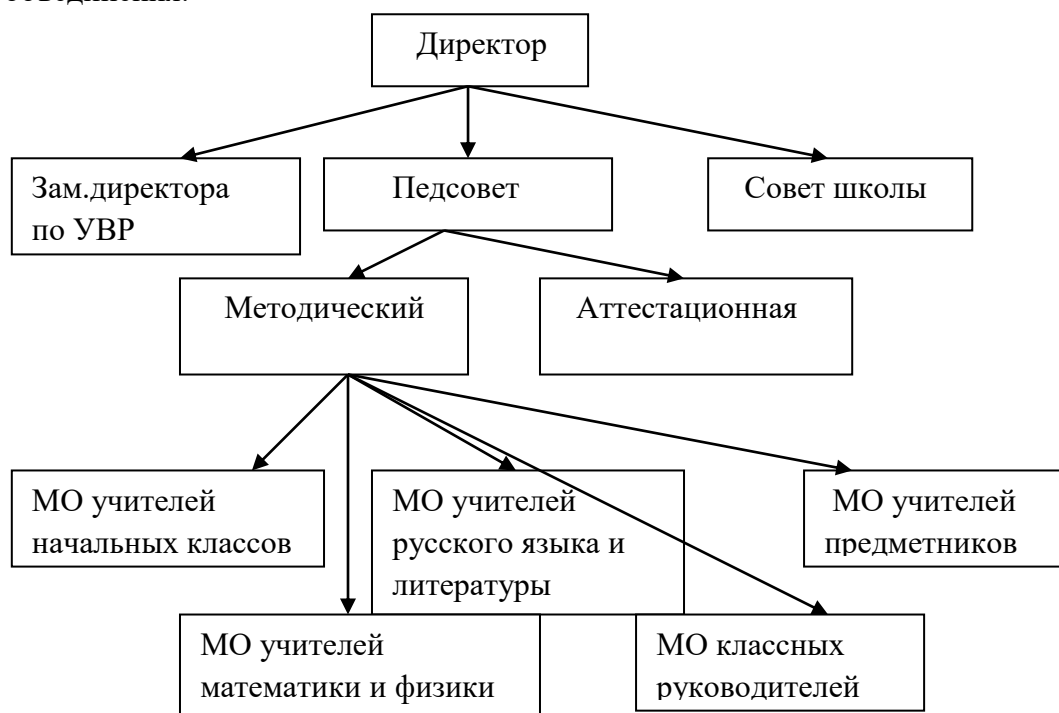 Директор
Зам.директора
по УВР
Педсовет
Совет школы
Методический
Аттестационная
МО учителей
начальных классов
МО учителей
русского языка и
литературы
МО учителей
предметников
МО учителей
математики и физики
МО классных
руководителей